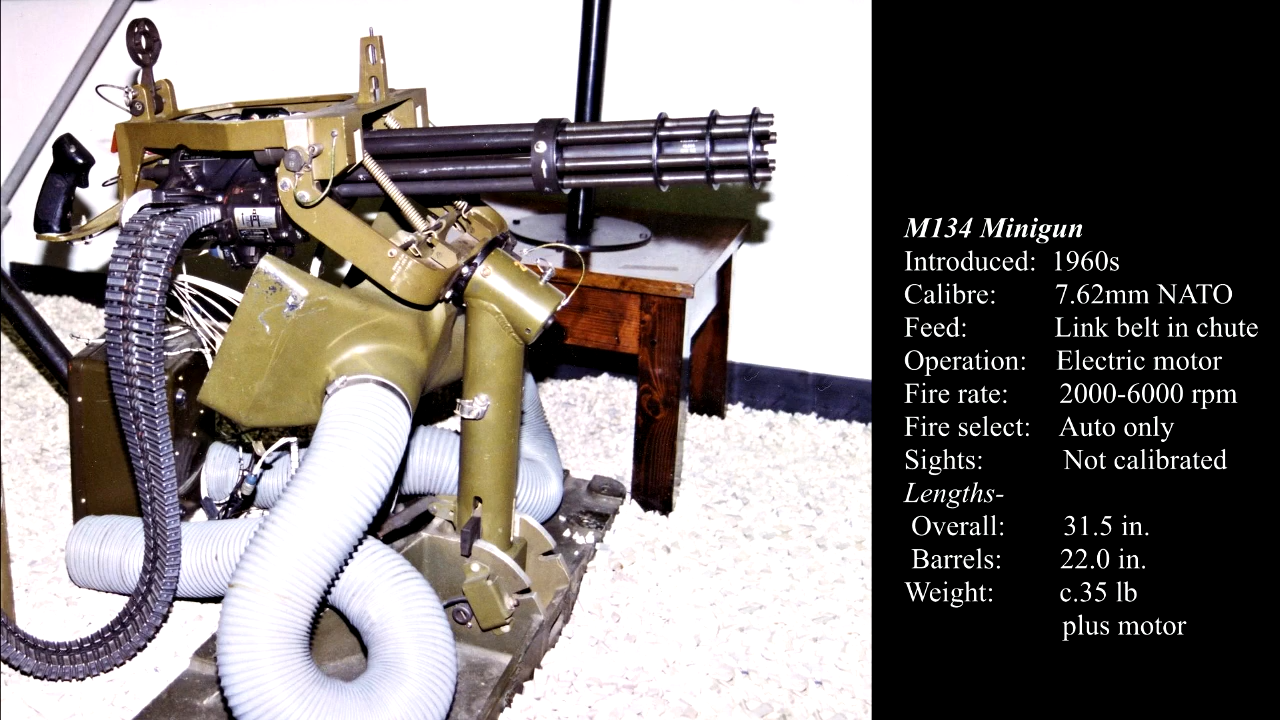 M134 Minigun
Introduced: 1960s
Calibre: 7.62mm NATO
Feed: Link belt in chute
Operation: Electric motor
Fire rate: 2000-6000 rpm
Fire select: Auto only
Sights: Not calibrated
Lengths-
Overall: 31.5 in.
Barrels: 22.0 in.
Weight: c.35 lb
plus motor